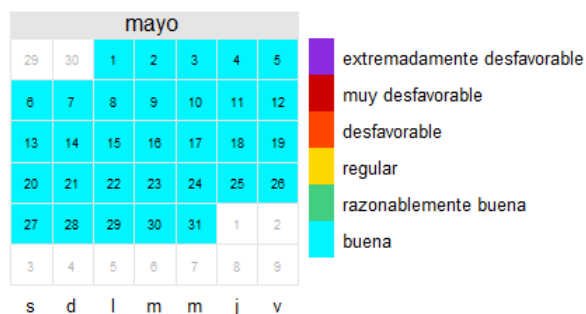 mayo
29 30 1 2 3 4 5
6 7 8 9 10 11 12
13 14 15 16 17 18 19
20 21 22 23 24 25 26
27 28 29 30 31 1 2
3 4 5 6 7 8 9
s d l m m j v
extremadamente desfavorable
muy desfavorable
desfavorable
regular
razonablemente buena
buena